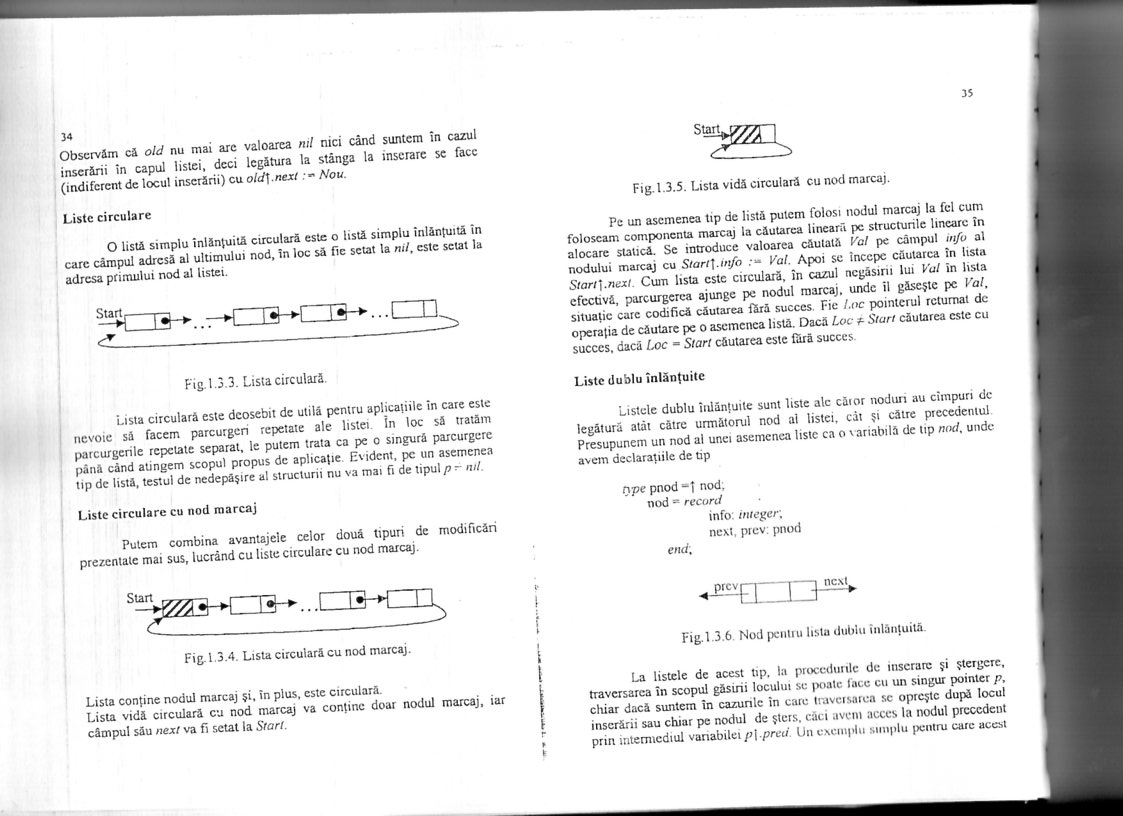 34
Observăm că old nu mai are valoarea nil nici când suntem în cazul
inserării în capul listei, deci legătura la stânga la inserare se face
(indiferent de locul inserării) cu old↑.next := Nou.
Liste circulare
O listă simplu înlănțuită circulară este o listă simplu înlănțuită în
care câmpul adresă al ultimului nod, în loc să fie setat la nil, este setat la
adresa primului nod al listei.
Start
...
...
Fig.1.3.3. Lista circulară.
Lista circulară este deosebit de utilă pentru aplicațiile în care este
nevoie să facem parcurgeri repetate ale listei. În loc să tratăm
parcurgerile repetate separat, le putem trata ca pe o singură parcurgere
până când atingem scopul propus de aplicație. Evident, pe un asemenea
tip de listă, testul de nedepășire al structurii nu va mai fi de tipul p = nil.
Liste circulare cu nod marcaj
Putem combina avantajele celor două tipuri de modificări
prezentate mai sus, lucrând cu liste circulare cu nod marcaj.
Start
...
Fig.1.3.4. Lista circulară cu nod marcaj.
Lista conține nodul marcaj și, în plus, este circulară.
Lista vidă circulară cu nod marcaj va conține doar nodul marcaj, iar
câmpul său next va fi setat la Start.
35
Start
Fig.1.3.5. Lista vidă circulară cu nod marcaj.
Pe un asemenea tip de listă putem folosi nodul marcaj la fel cum
foloseam componenta marcaj la căutarea lineară pe structurile lineare în
alocare statică. Se introduce valoarea căutată Val pe câmpul info al
nodului marcaj cu Start↑.info := Val. Apoi se începe căutarea în lista
Start↑.next. Cum lista este circulară, în cazul negăsirii lui Val în lista
efectivă, parcurgerea ajunge pe nodul marcaj, unde îl găsește pe Val,
situație care codifică căutarea fără succes. Fie Loc pointerul returnat de
operația de căutare pe o asemenea listă. Dacă Loc ≠ Start căutarea este cu
succes, dacă Loc = Start căutarea este fără succes.
Liste dublu înlănțuite
Listele dublu înlănțuite sunt liste ale căror noduri au cîmpuri de
legătură atât către următorul nod al listei, cât și către precedentul.
Presupunem un nod al unei asemenea liste ca o variabilă de tip nod, unde
avem declarațiile de tip
type pnod =↑ nod;
nod = record
info: integer;
next, prev: pnod
end;
prev next
Fig.1.3.6. Nod pentru lista dublu înlănțuită.
La listele de acest tip, la procedurile de inserare și ștergere,
traversarea în scopul găsirii locului se poate face cu un singur pointer p,
chiar dacă suntem în cazurile în care traversarea se oprește după locul
inserării sau chiar pe nodul de șters, căci avem acces la nodul precedent
prin intermediul variabilei p↑.pred. Un exemplu simplu pentru care acest